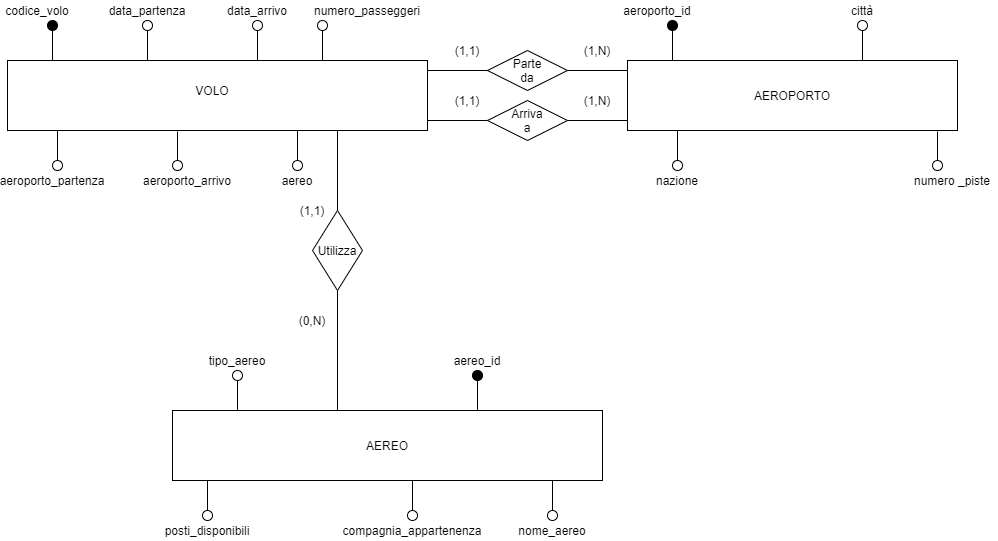 codice_volo
data_partenza
data_arrivo
numero_passeggeri
aeroporto_id
città
(1,1)
Parte
da
(1,N)
VOLO
AEROPORTO
(1,1)
Arriva
a
(1,N)
aeroporto_partenza
aeroporto_arrivo
aereo
nazione
numero _piste
(1,1)
Utilizza
(0,N)
tipo_aereo
aereo_id
AEREO
posti_disponibili
compagnia_appartenenza
nome_aereo